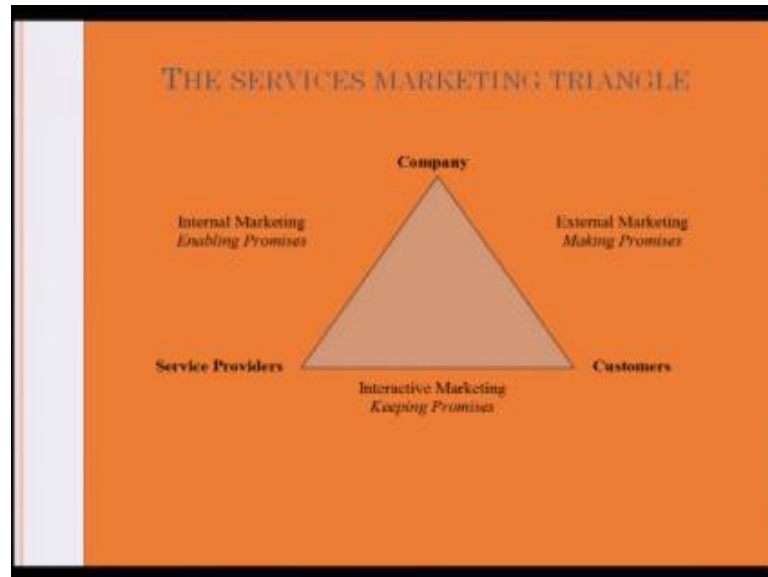 THE SERVICES MARKETING TRIANGLE
Company
Internal Marketing
Enabling Promises
External Marketing
Making Promises
Service Providers
Customers
Interactive Marketing
Keeping Promises